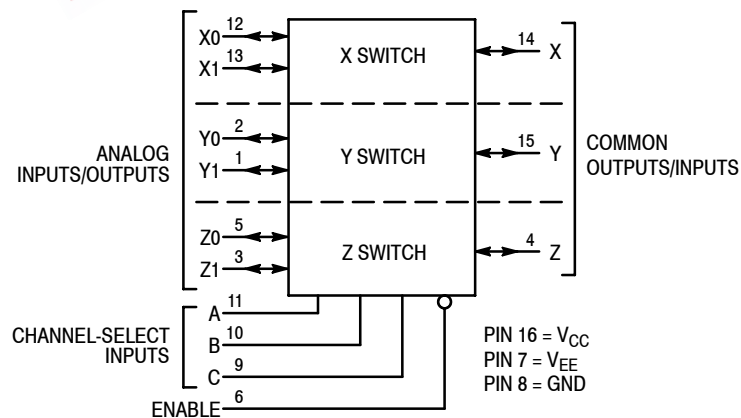 X0 12
X1 13
X SWITCH
14 X
Y0 2
Y1 1
Y SWITCH
15 Y
ANALOG
INPUTS/OUTPUTS
COMMON
OUTPUTS/INPUTS
Z0 5
Z1 3
Z SWITCH
4 Z
CHANNEL-SELECT
INPUTS
A 11
B 10
C 9
ENABLE 6
PIN 16 = VCC
PIN 7 = VEE
PIN 8 = GND